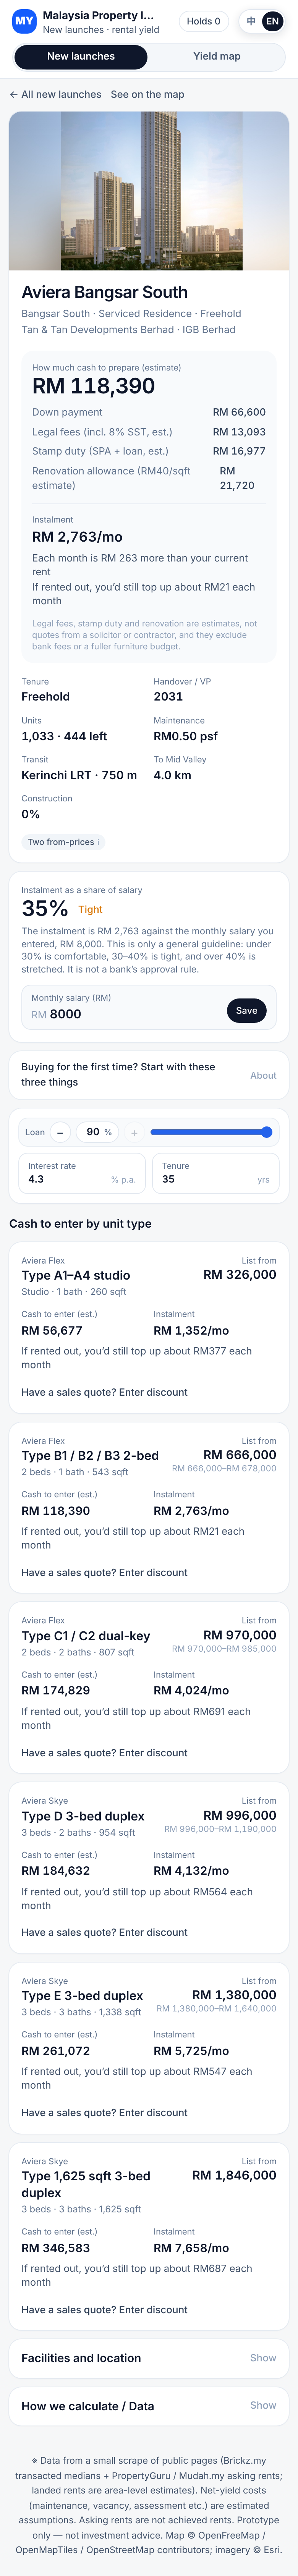 MY
Malaysia Property I...
New launches · rental yield
Holds 0
中 EN
New launches
Yield map
← All new launches See on the map
Aviera Bangsar South
Bangsar South · Serviced Residence · Freehold
Tan & Tan Developments Berhad · IGB Berhad
How much cash to prepare (estimate)
RM 118,390
Down payment RM 66,600
Legal fees (incl. 8% SST, est.) RM 13,093
Stamp duty (SPA + loan, est.) RM 16,977
Renovation allowance (RM40/sqft RM
estimate) 21,720
Instalment
RM 2,763/mo
Each month is RM 263 more than your current
rent
If rented out, you’d still top up about RM21 each
month
Legal fees, stamp duty and renovation are estimates, not
quotes from a solicitor or contractor, and they exclude
bank fees or a fuller furniture budget.
Tenure Handover / VP
Freehold 2031
Units Maintenance
1,033 · 444 left RM0.50 psf
Transit To Mid Valley
Kerinchi LRT · 750 m 4.0 km
Construction
0%
Two from-prices i
Instalment as a share of salary
35% Tight
The instalment is RM 2,763 against the monthly salary you
entered, RM 8,000. This is only a general guideline: under
30% is comfortable, 30–40% is tight, and over 40% is
stretched. It is not a bank’s approval rule.
Monthly salary (RM)
RM 8000
Save
Buying for the first time? Start with these
three things
About
Loan – 90 % +
Interest rate Tenure
4.3 % p.a. 35 yrs
Cash to enter by unit type
Aviera Flex List from
Type A1–A4 studio RM 326,000
Studio · 1 bath · 260 sqft
Cash to enter (est.) Instalment
RM 56,677 RM 1,352/mo
If rented out, you’d still top up about RM377 each
month
Have a sales quote? Enter discount
Aviera Flex List from
Type B1 / B2 / B3 2-bed RM 666,000
2 beds · 1 bath · 543 sqft RM 666,000–RM 678,000
Cash to enter (est.) Instalment
RM 118,390 RM 2,763/mo
If rented out, you’d still top up about RM21 each
month
Have a sales quote? Enter discount
Aviera Flex List from
Type C1 / C2 dual-key RM 970,000
2 beds · 2 baths · 807 sqft RM 970,000–RM 985,000
Cash to enter (est.) Instalment
RM 174,829 RM 4,024/mo
If rented out, you’d still top up about RM691 each
month
Have a sales quote? Enter discount
Aviera Skye List from
Type D 3-bed duplex RM 996,000
3 beds · 2 baths · 954 sqft RM 996,000–RM 1,190,000
Cash to enter (est.) Instalment
RM 184,632 RM 4,132/mo
If rented out, you’d still top up about RM564 each
month
Have a sales quote? Enter discount
Aviera Skye List from
Type E 3-bed duplex RM 1,380,000
3 beds · 3 baths · 1,338 sqft RM 1,380,000–RM 1,640,000
Cash to enter (est.) Instalment
RM 261,072 RM 5,725/mo
If rented out, you’d still top up about RM547 each
month
Have a sales quote? Enter discount
Aviera Skye List from
Type 1,625 sqft 3-bed RM 1,846,000
duplex
3 beds · 3 baths · 1,625 sqft
Cash to enter (est.) Instalment
RM 346,583 RM 7,658/mo
If rented out, you’d still top up about RM687 each
month
Have a sales quote? Enter discount
Facilities and location Show
How we calculate / Data Show
※ Data from a small scrape of public pages (Brickz.my
transacted medians + PropertyGuru / Mudah.my asking rents;
landed rents are area-level estimates). Net-yield costs
(maintenance, vacancy, assessment etc.) are estimated
assumptions. Asking rents are not achieved rents. Prototype
only — not investment advice. Map © OpenFreeMap /
OpenMapTiles / OpenStreetMap contributors; imagery © Esri.